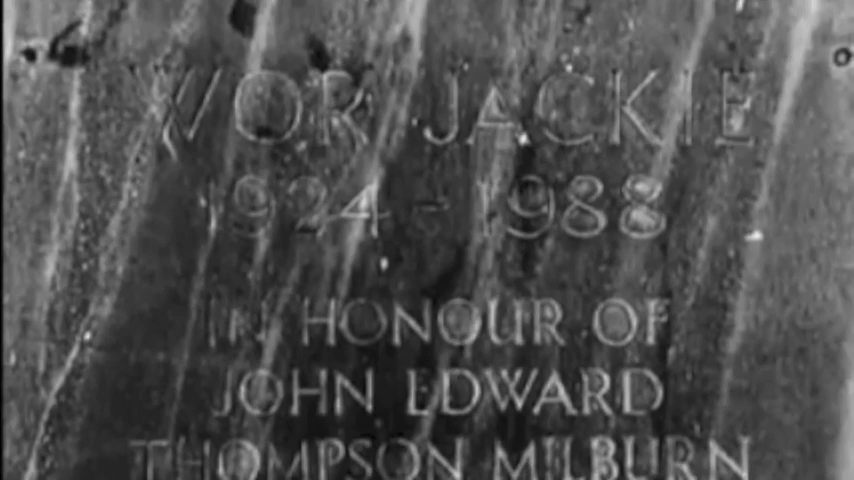 WOR JACKIE
1924-1988
IN HONOUR OF
JOHN EDWARD
THOMPSON MILBURN